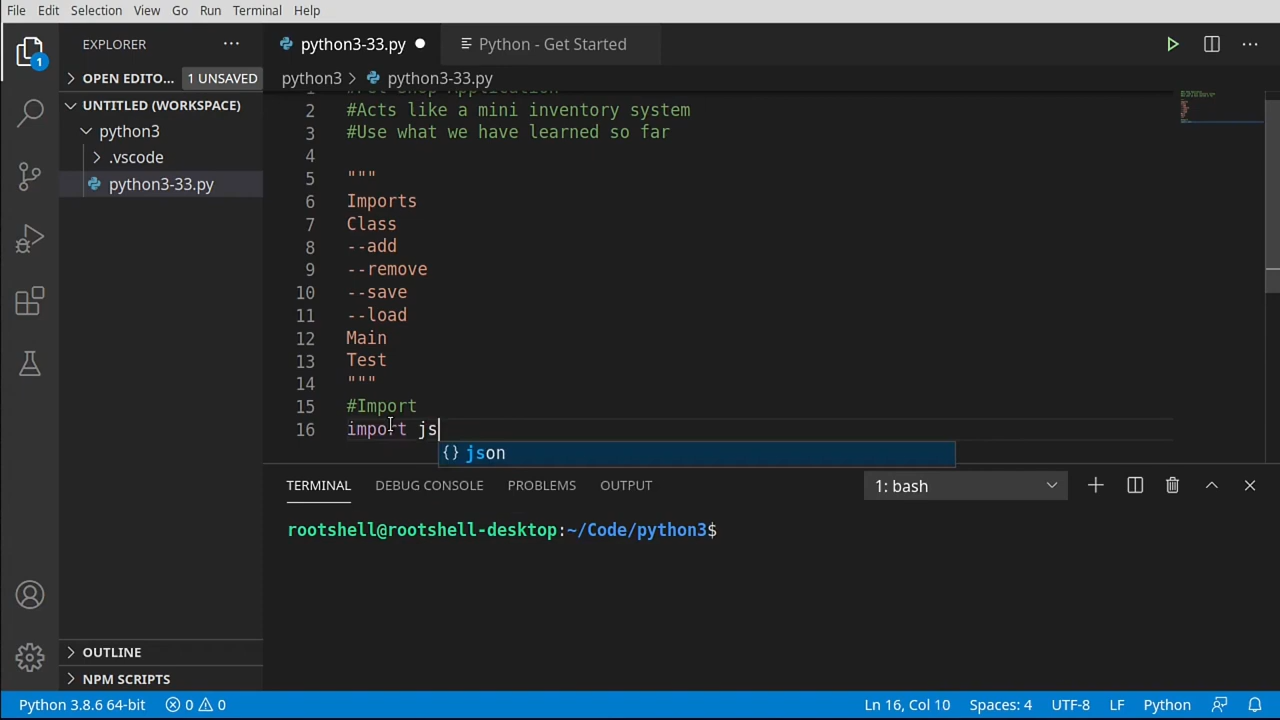 File Edit Selection View Go Run Terminal Help
EXPLORER
python3-33.py
Python - Get Started
1
OPEN EDITO... 1 UNSAVED
python3 > python3-33.py
UNTITLED (WORKSPACE)
python3
.vscode
python3-33.py
2 #Acts like a mini inventory system
3 #Use what we have learned so far
4
5 """
6 Imports
7 Class
8 --add
9 --remove
10 --save
11 --load
12 Main
13 Test
14 """
15 #Import
16 import js
{} json
TERMINAL DEBUG CONSOLE PROBLEMS OUTPUT 1: bash
rootshell@rootshell-desktop:~/Code/python3$
OUTLINE
NPM SCRIPTS
Python 3.8.6 64-bit 0 0 Ln 16, Col 10 Spaces: 4 UTF-8 LF Python